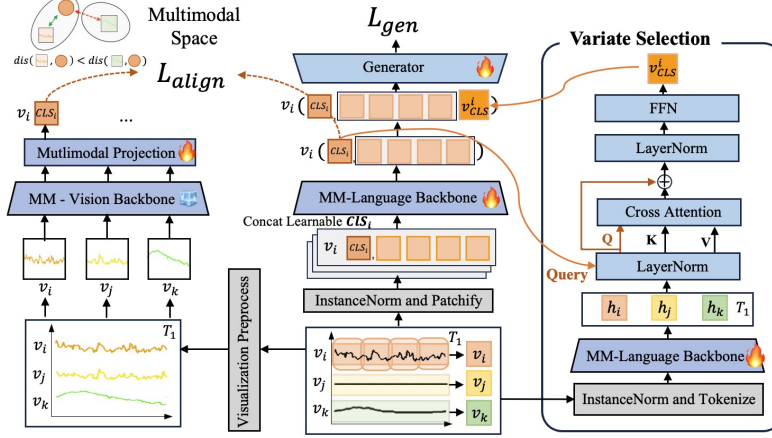 Multimodal
Space
dis( , ) < dis( , )
L_align
v_i CLS_i
...
Mutlimodal Projection
MM - Vision Backbone
v_i
v_j
v_k
T_1
v_i
v_j
v_k
Visualization Preprocess
L_gen
Generator
v_i ( CLS_i v^i_CLS )
v_i ( CLS_i, )
MM-Language Backbone
Concat Learnable ClS_i
v_i CLS_i,
InstanceNorm and Patchify
T_1
v_i v_i
v_j v_j
v_k v_k
Variate Selection
v^i_CLS
FFN
LayerNorm
Cross Attention
Q K V
Query
LayerNorm
h_i h_j h_k T_1
MM-Language Backbone
InstanceNorm and Tokenize